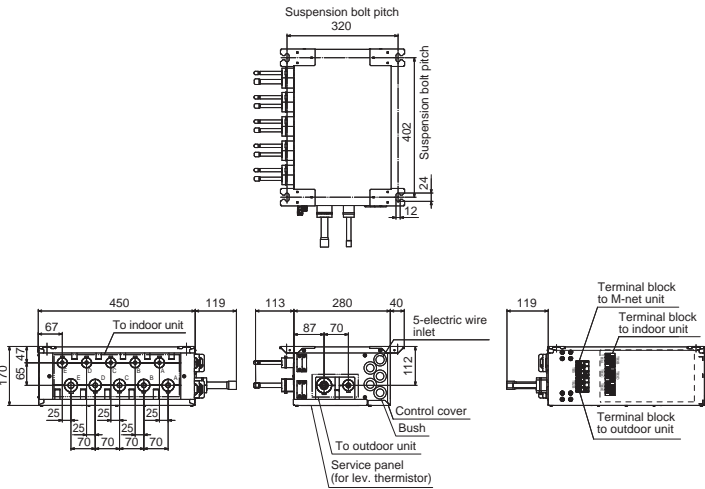 Suspension bolt pitch
320
Suspension bolt pitch
402
24
12
67
450
119
To indoor unit
170
47
65
E
D
C
B
A
E
D
C
B
A
25
25
25
25
25
70
70
70
70
113
280
40
87
70
5-electric wire
inlet
112
Control cover
Bush
To outdoor unit
Service panel
(for lev. thermistor)
119
Terminal block
to M-net unit
Terminal block
to indoor unit
Terminal block
to outdoor unit